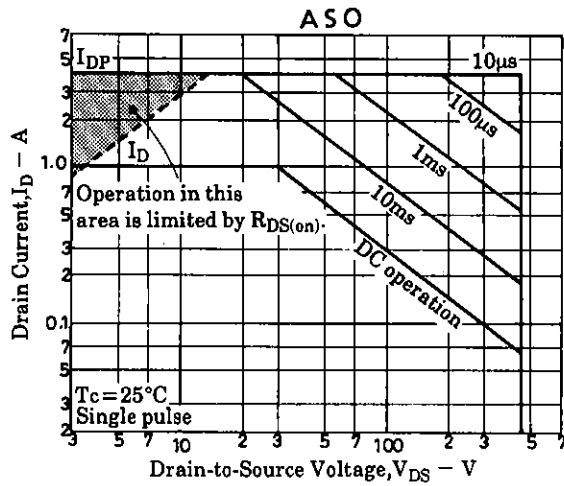 ASO
7
5
I_DP
10μs
3
2
100μs
1ms
I_D
1.0
7
Operation in this
area is limited by R_DS(on).
5
10ms
3
2
DC operation
0.1
7
5
3
Tc=25°C
Single pulse
2
3 5 7 10 2 3 5 7 100 2 3 5 7
Drain-to-Source Voltage,V_DS – V
Drain Current,I_D – A